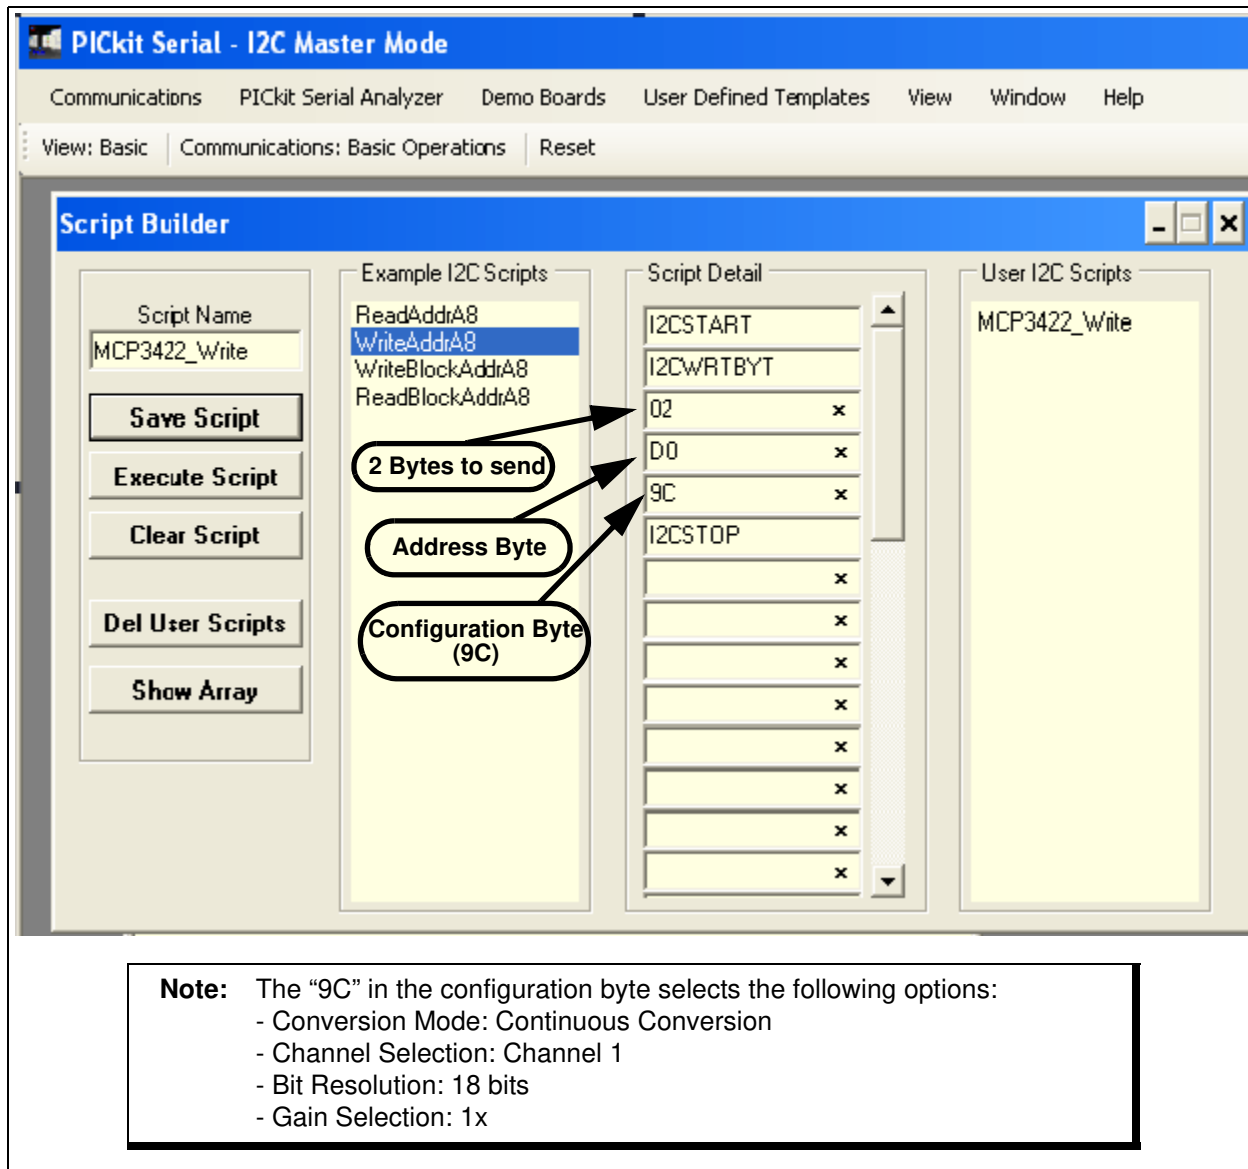 PICkit Serial - I2C Master Mode
Communications PICkit Serial Analyzer Demo Boards User Defined Templates View Window Help
View: Basic Communications: Basic Operations Reset
Script Builder
Script Name
MCP3422_Write
Save Script
Execute Script
Clear Script
Del User Scripts
Show Array
Example I2C Scripts
ReadAddrA8
WriteAddrA8
WriteBlockAddrA8
ReadBlockAddrA8
2 Bytes to send
Address Byte
Configuration Byte
(9C)
Script Detail
I2CSTART
I2CWRTBYT
02 x
D0 x
9C x
I2CSTOP
x
x
x
x
x
x
x
x
User I2C Scripts
MCP3422_Write
Note: The “9C” in the configuration byte selects the following options:
- Conversion Mode: Continuous Conversion
- Channel Selection: Channel 1
- Bit Resolution: 18 bits
- Gain Selection: 1x